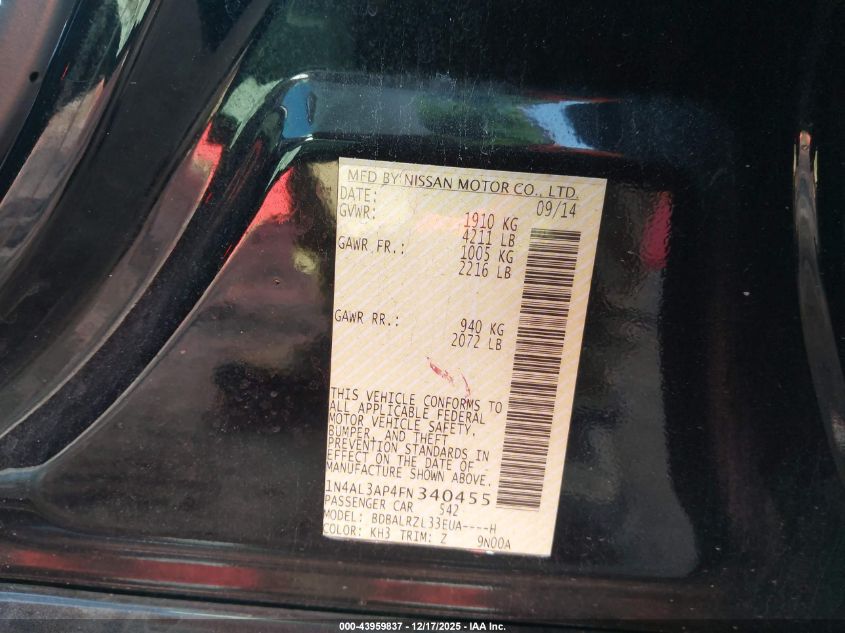 MFD BY NISSAN MOTOR CO., LTD.
DATE: 09/14
GVWR: 1910 KG
4211 LB
GAWR FR.: 1005 KG
2216 LB
GAWR RR.: 940 KG
2072 LB
THIS VEHICLE CONFORMS TO
ALL APPLICABLE FEDERAL
MOTOR VEHICLE SAFETY,
BUMPER, AND THEFT
PREVENTION STANDARDS IN
EFFECT ON THE DATE OF
MANUFACTURE SHOWN ABOVE.
1N4AL3AP4FN340455
PASSENGER CAR S42
MODEL: BDBALRZL33EUA----H
COLOR: KH3 TRIM: Z 9N00A
000-43959837 - 12/17/2025 - IAA Inc.